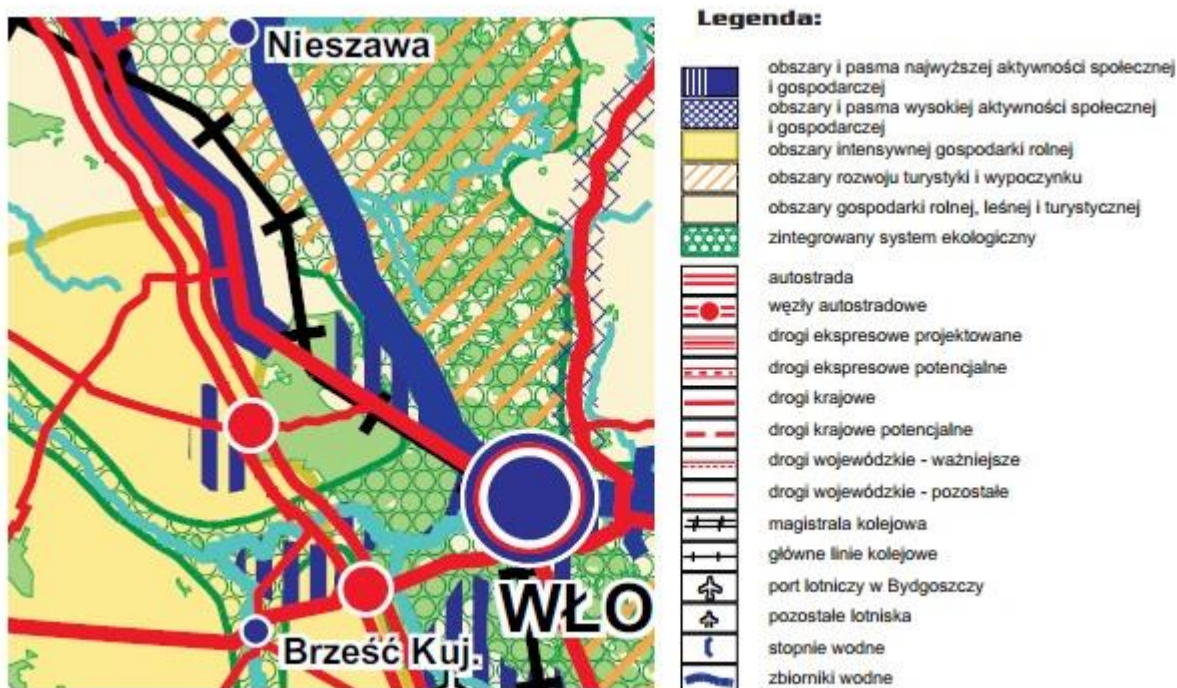 Nieszawa
WŁO
Brześć Kuj.
Legenda:
obszary i pasma najwyższej aktywności społecznej
i gospodarczej
obszary i pasma wysokiej aktywności społecznej
i gospodarczej
obszary intensywnej gospodarki rolnej
obszary rozwoju turystyki i wypoczynku
obszary gospodarki rolnej, leśnej i turystycznej
zintegrowany system ekologiczny
autostrada
węzły autostradowe
drogi ekspresowe projektowane
drogi ekspresowe potencjalne
drogi krajowe
drogi krajowe potencjalne
drogi wojewódzkie - ważniejsze
drogi wojewódzkie - pozostałe
magistrala kolejowa
główne linie kolejowe
port lotniczy w Bydgoszczy
pozostałe lotniska
stopnie wodne
zbiorniki wodne